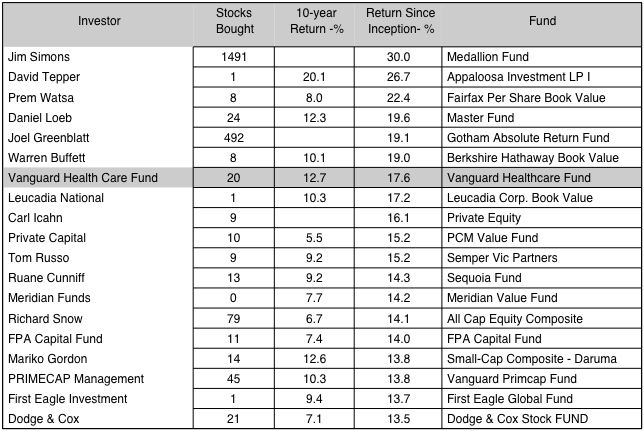 Investor Stocks Bought 10-year Return -% Return Since Inception- % Fund
Jim Simons 1491 30.0 Medallion Fund
David Tepper 1 20.1 26.7 Appaloosa Investment LP I
Prem Watsa 8 8.0 22.4 Fairfax Per Share Book Value
Daniel Loeb 24 12.3 19.6 Master Fund
Joel Greenblatt 492 19.1 Gotham Absolute Return Fund
Warren Buffett 8 10.1 19.0 Berkshire Hathaway Book Value
Vanguard Health Care Fund 20 12.7 17.6 Vanguard Healthcare Fund
Leucadia National 1 10.3 17.2 Leucadia Corp. Book Value
Carl Icahn 9 16.1 Private Equity
Private Capital 10 5.5 15.2 PCM Value Fund
Tom Russo 9 9.2 15.2 Semper Vic Partners
Ruane Cunniff 13 9.2 14.3 Sequoia Fund
Meridian Funds 0 7.7 14.2 Meridian Value Fund
Richard Snow 79 6.7 14.1 All Cap Equity Composite
FPA Capital Fund 11 7.4 14.0 FPA Capital Fund
Mariko Gordon 14 12.6 13.8 Small-Cap Composite - Daruma
PRIMECAP Management 45 10.3 13.8 Vanguard Primcap Fund
First Eagle Investment 1 9.4 13.7 First Eagle Global Fund
Dodge & Cox 21 7.1 13.5 Dodge & Cox Stock FUND